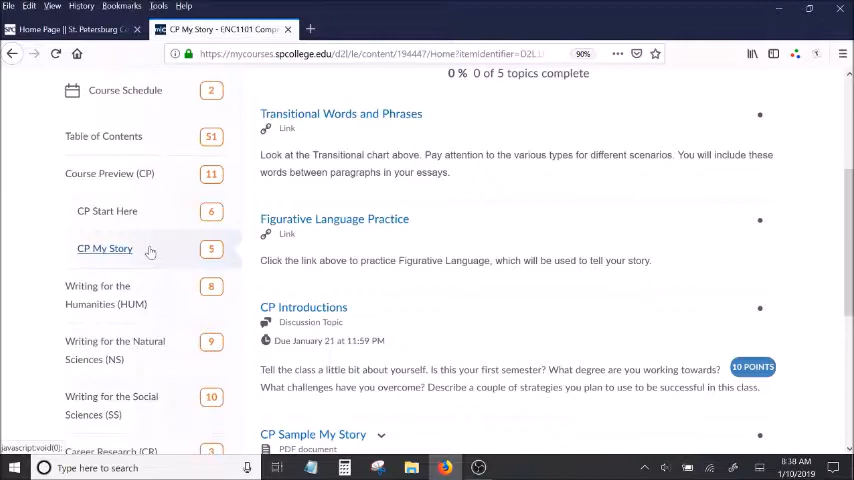 File Edit View History Bookmarks Tools Help
Home Page || St. Petersburg Co
CP My Story - ENC1101 Compo
https://mycourses.spcollege.edu/d2l/le/content/194447/Home?itemIdentifier=D2L.L
90%
0 % 0 of 5 topics complete
Course Schedule 2
Table of Contents 51
Course Preview (CP) 11
CP Start Here 6
CP My Story 5
Writing for the
Humanities (HUM) 8
Writing for the Natural
Sciences (NS) 9
Writing for the Social
Sciences (SS) 10
Career Research (CR) 3
javascript:void(0);
Transitional Words and Phrases
Link
Look at the Transitional chart above. Pay attention to the various types for different scenarios. You will include these
words between paragraphs in your essays.
Figurative Language Practice
Link
Click the link above to practice Figurative Language, which will be used to tell your story.
CP Introductions
Discussion Topic
Due January 21 at 11:59 PM
Tell the class a little bit about yourself. Is this your first semester? What degree are you working towards?
What challenges have you overcome? Describe a couple of strategies you plan to use to be successful in this class.
10 POINTS
CP Sample My Story
PDF document
Type here to search
8:38 AM
1/10/2019